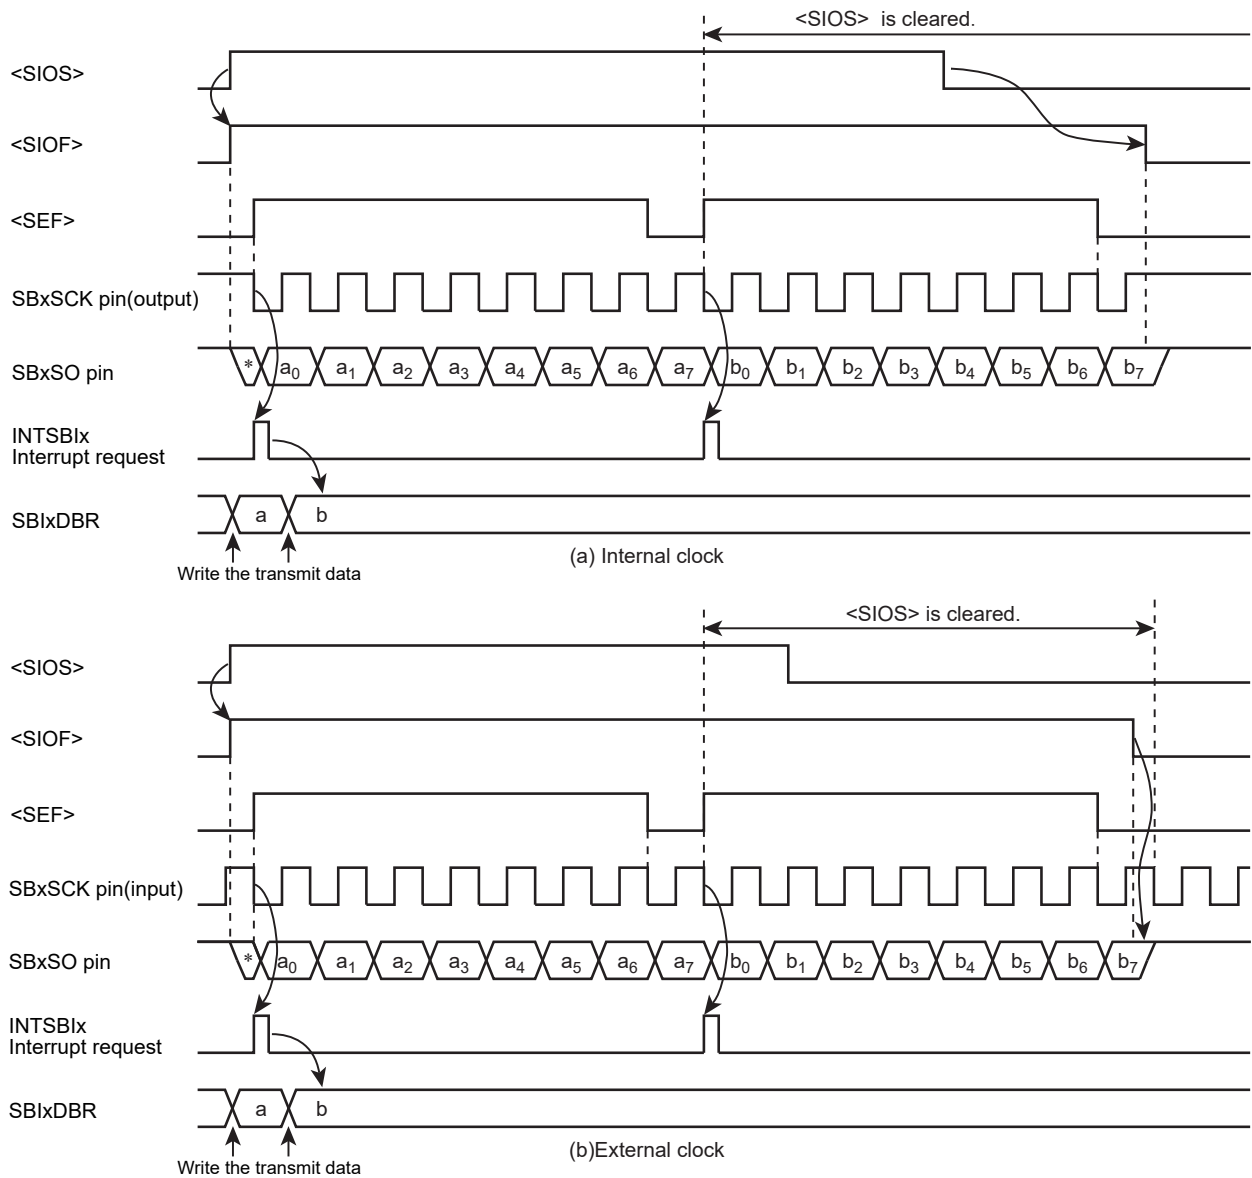 <SIOS> is cleared.
<SIOS>
<SIOF>
<SEF>
SBxSCK pin(output)
SBxSO pin
* a0 a1 a2 a3 a4 a5 a6 a7 b0 b1 b2 b3 b4 b5 b6 b7
INTSBIx
Interrupt request
SBIxDBR
a b
(a) Internal clock
Write the transmit data
<SIOS> is cleared.
<SIOS>
<SIOF>
<SEF>
SBxSCK pin(input)
SBxSO pin
* a0 a1 a2 a3 a4 a5 a6 a7 b0 b1 b2 b3 b4 b5 b6 b7
INTSBIx
Interrupt request
SBIxDBR
a b
(b)External clock
Write the transmit data